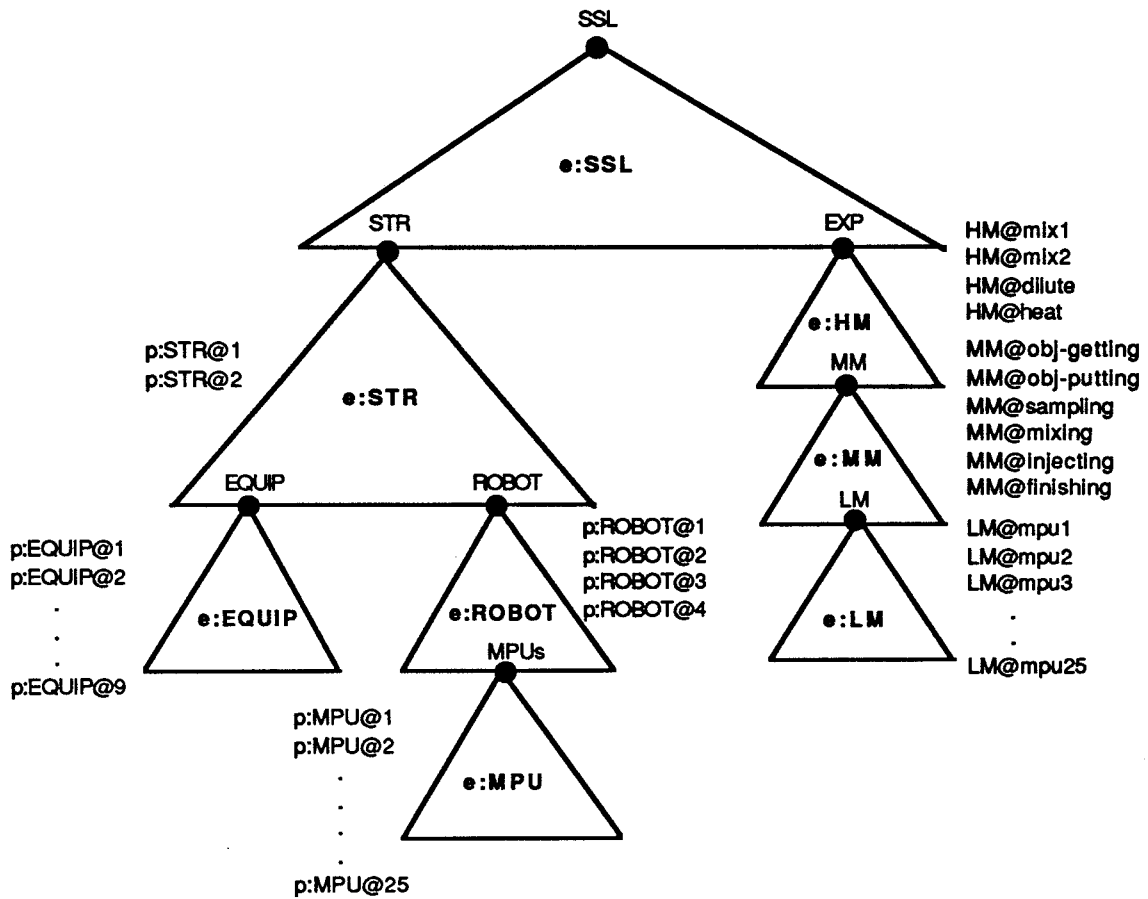 SSL
e:SSL
STR
EXP
HM@mix1
HM@mix2
HM@dilute
HM@heat
e:HM
p:STR@1
p:STR@2
MM
MM@obj-getting
MM@obj-putting
e:STR
MM@sampling
MM@mixing
e:MM
MM@injecting
MM@finishing
EQUIP
ROBOT
LM
p:ROBOT@1
p:ROBOT@2
p:ROBOT@3
p:ROBOT@4
LM@mpu1
LM@mpu2
LM@mpu3
.
.
LM@mpu25
p:EQUIP@1
p:EQUIP@2
.
.
.
p:EQUIP@9
e:EQUIP
e:ROBOT
e:LM
MPUs
p:MPU@1
p:MPU@2
.
.
.
.
p:MPU@25
e:MPU